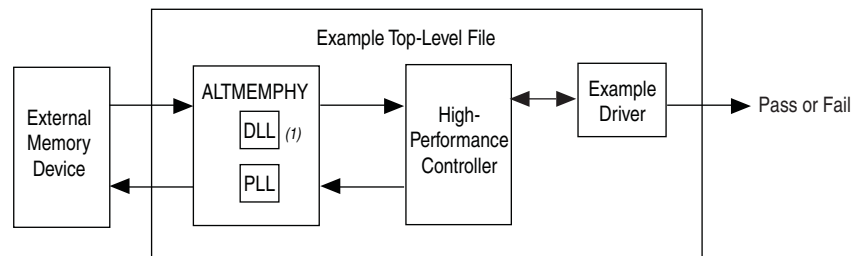 Example Top-Level File
External
Memory
Device
ALTMEMPHY
DLL (1)
PLL
High-
Performance
Controller
Example
Driver
Pass or Fail